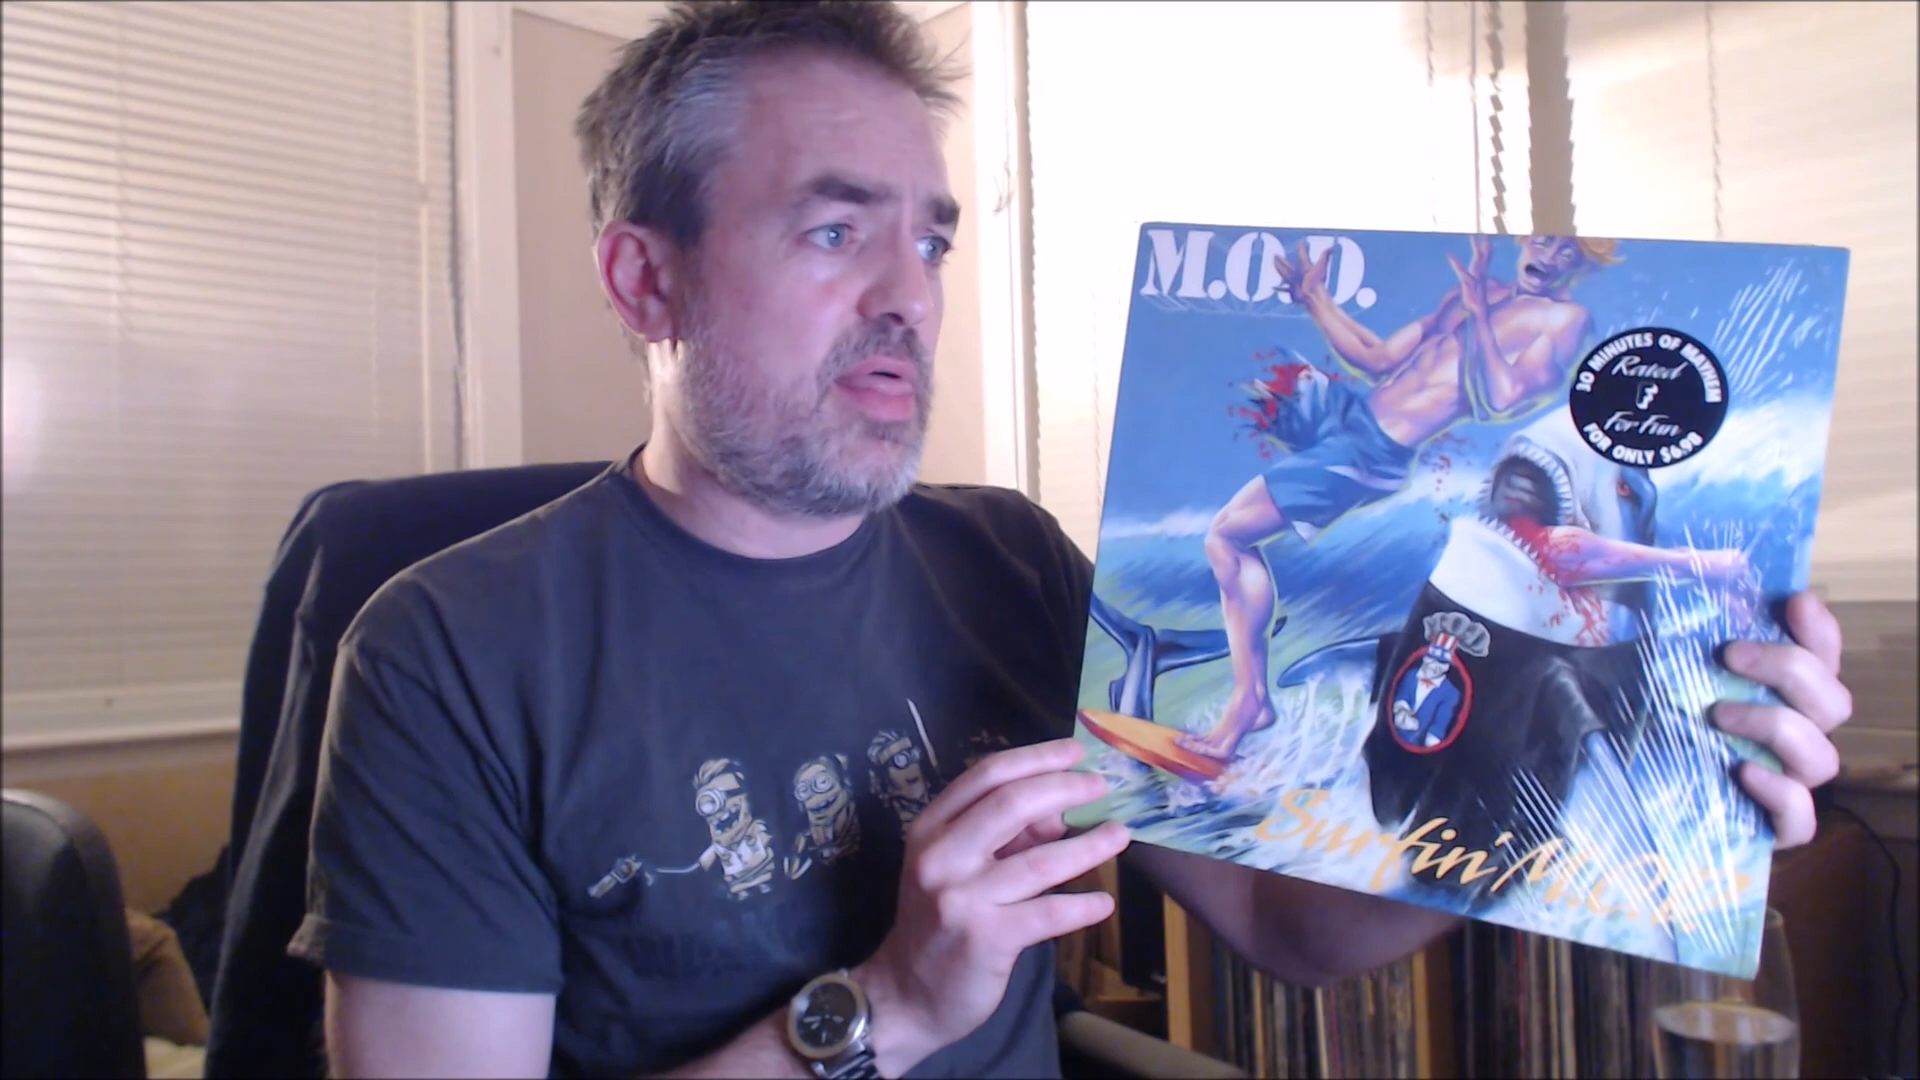 M.O.D.
30 MINUTES OF MAYHEM
Rated
F
For Fun
FOR ONLY $6.98
M.O.D
Surfin' M.O.D.